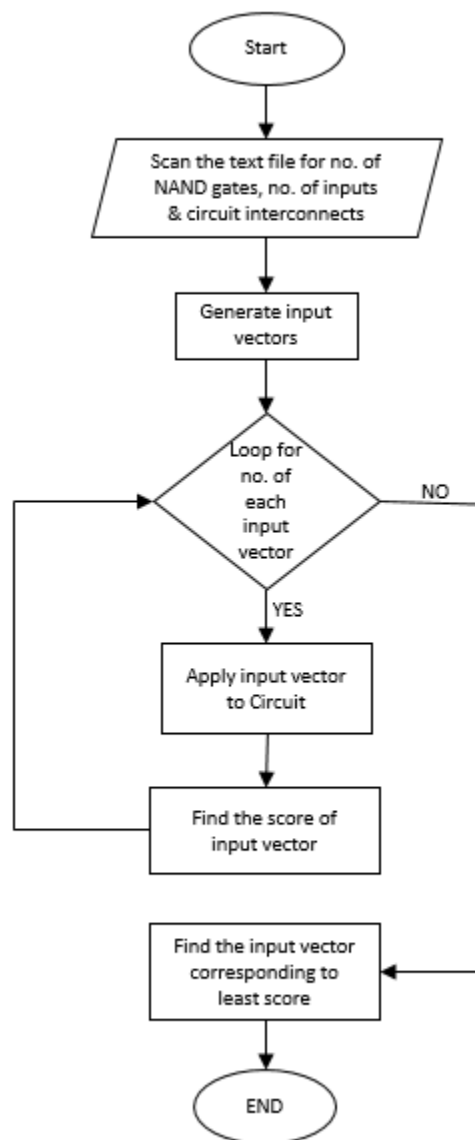 Start
Scan the text file for no. of
NAND gates, no. of inputs
& circuit interconnects
Generate input
vectors
Loop for
no. of
each
input
vector
NO
YES
Apply input vector
to Circuit
Find the score of
input vector
Find the input vector
corresponding to
least score
END